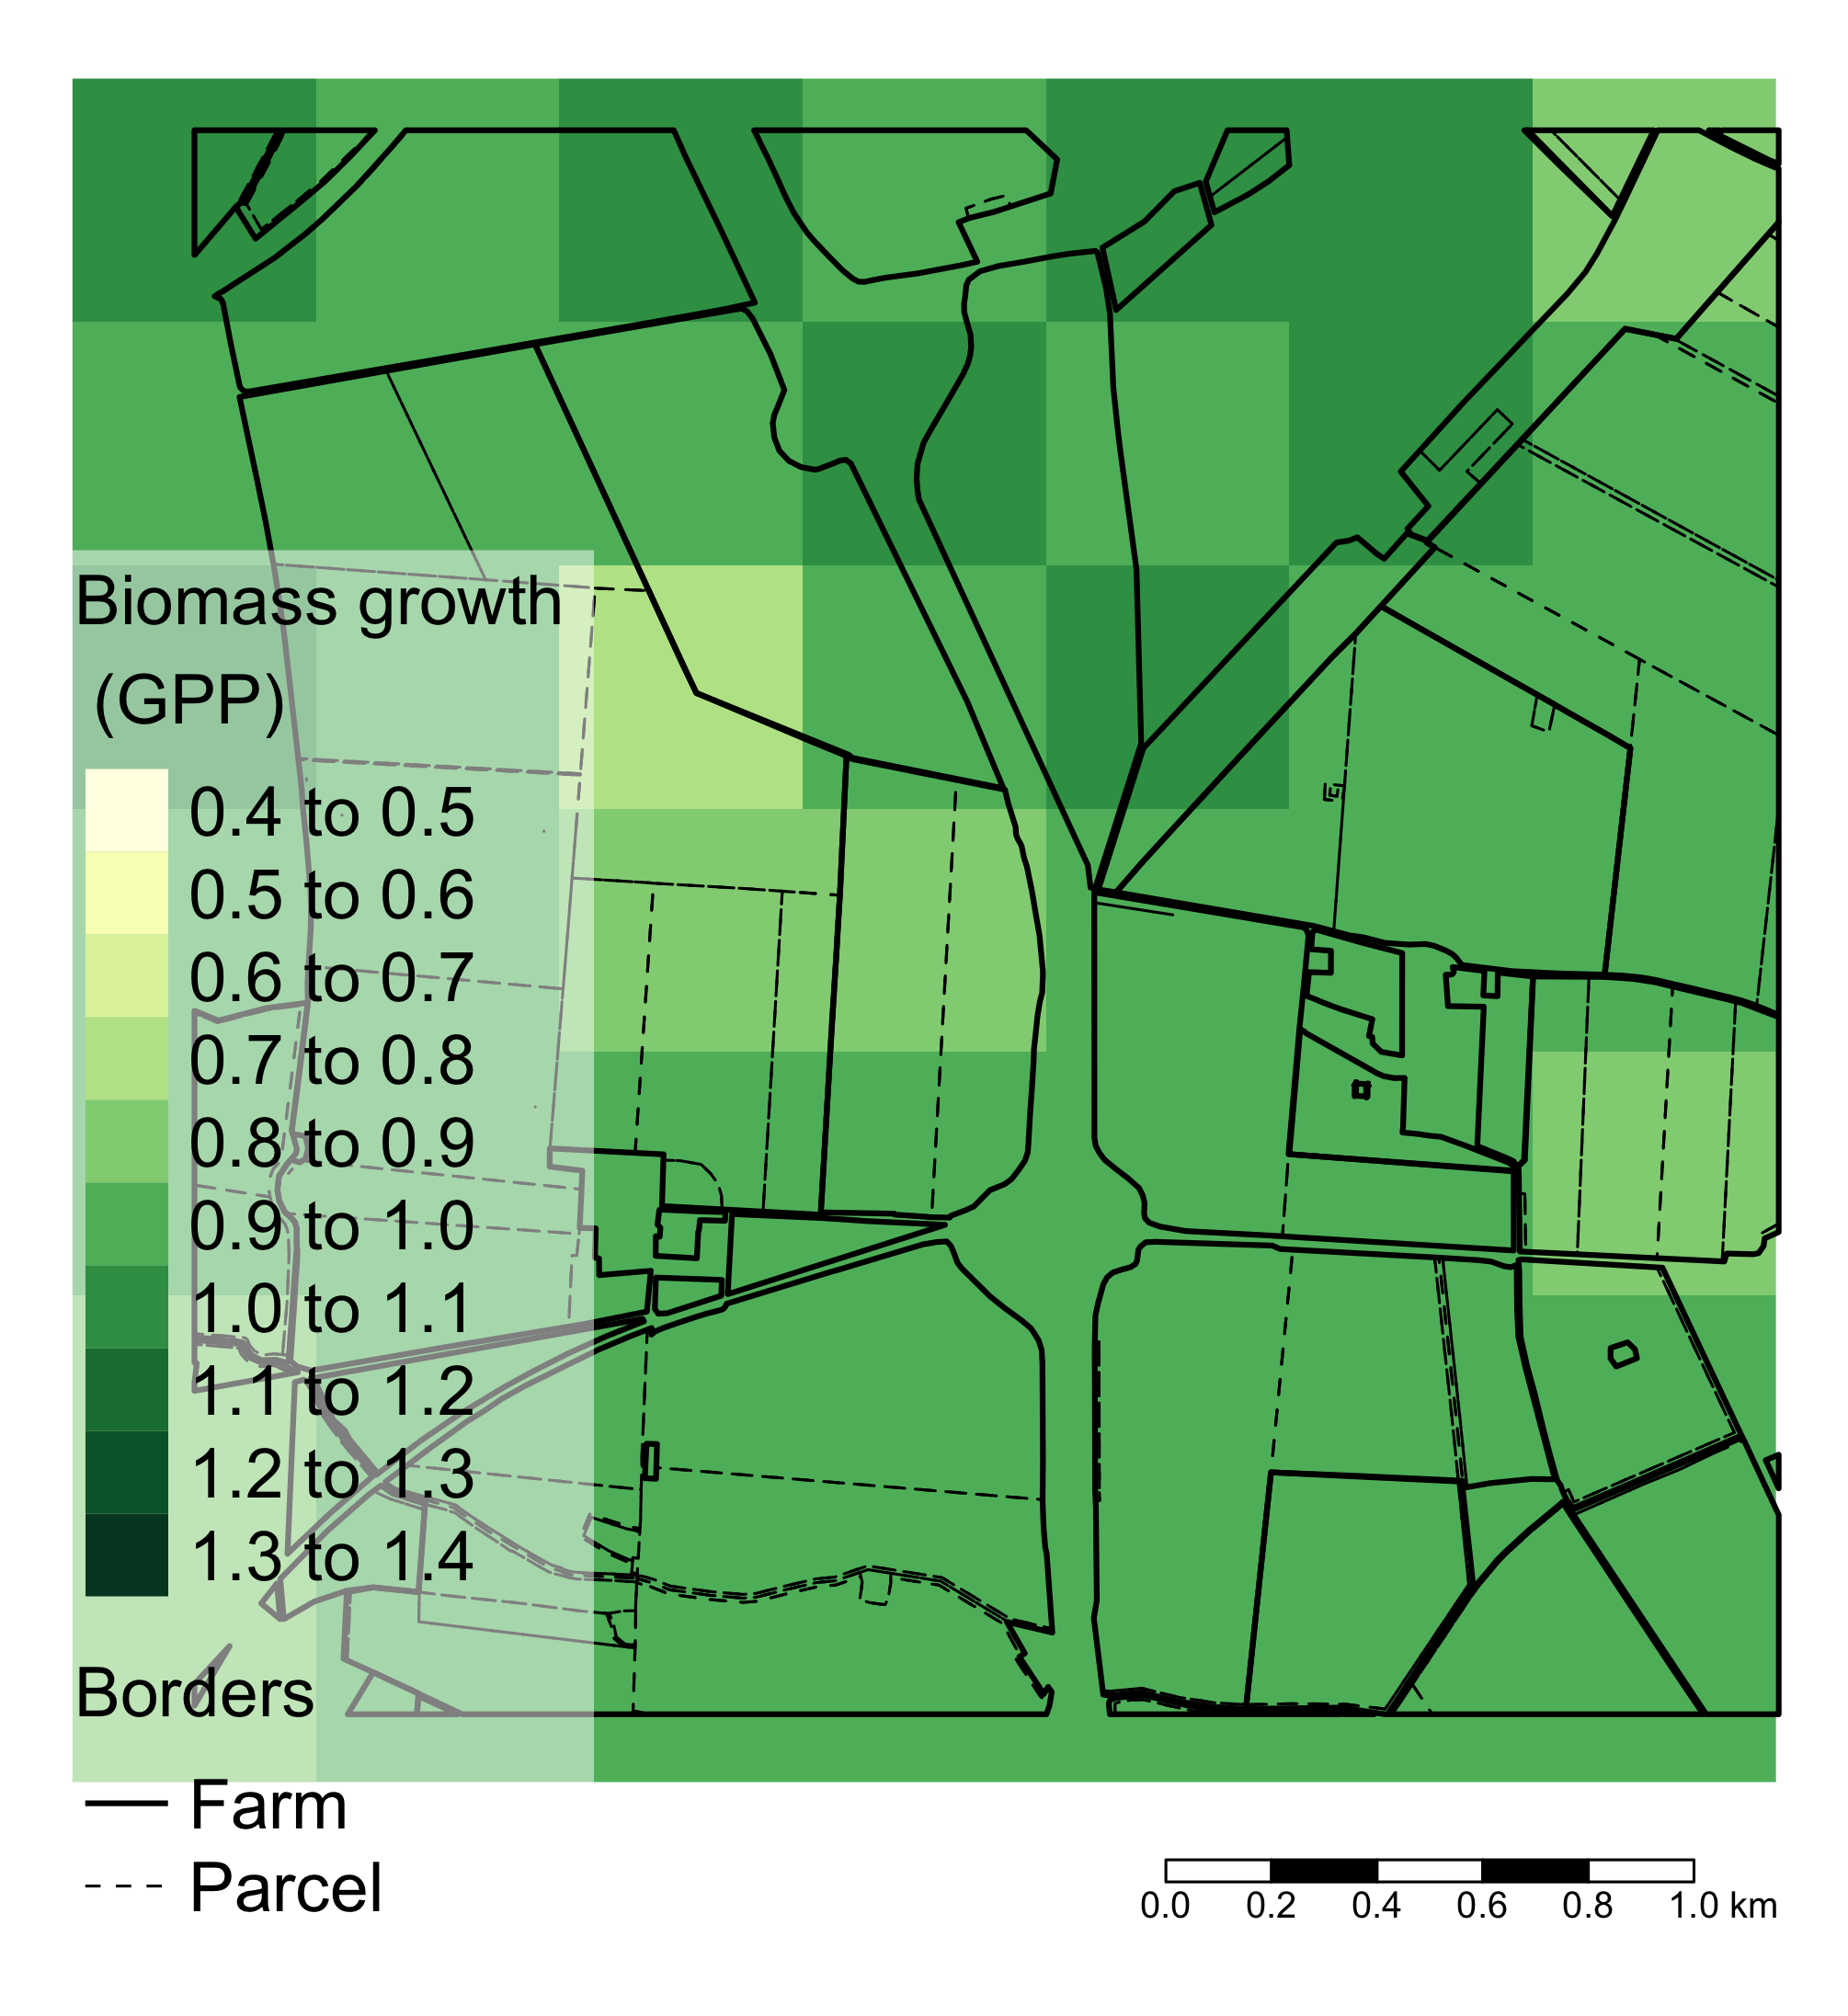 Biomass growth
(GPP)
0.4 to 0.5
0.5 to 0.6
0.6 to 0.7
0.7 to 0.8
0.8 to 0.9
0.9 to 1.0
1.0 to 1.1
1.1 to 1.2
1.2 to 1.3
1.3 to 1.4
Borders
Farm
Parcel
0.0 0.2 0.4 0.6 0.8 1.0 km